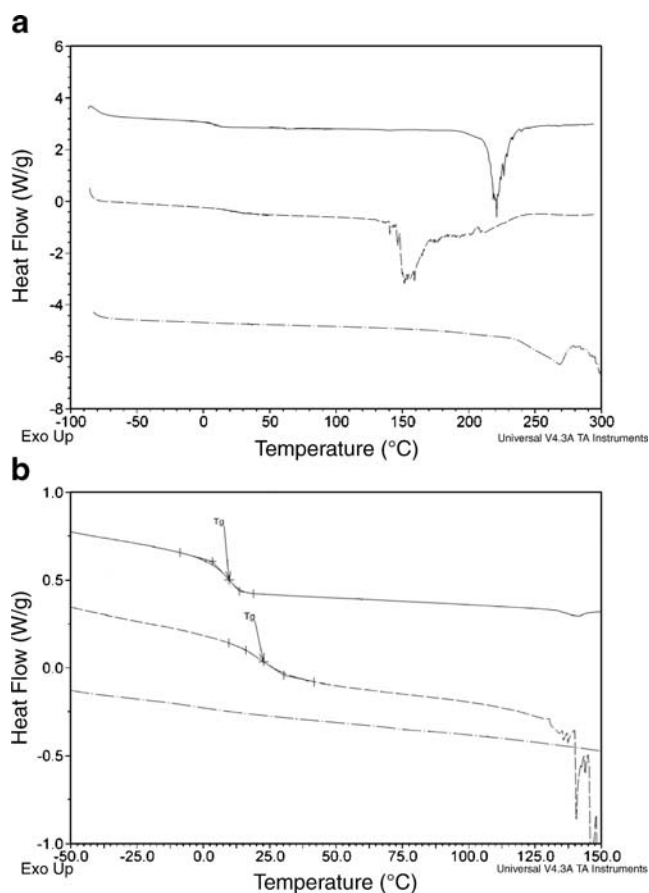 a
6
4
2
0
-2
-4
-6
-8
Heat Flow (W/g)
-100 -50 0 50 100 150 200 250 300
Exo Up Temperature (°C) Universal V4.3A TA Instruments
b
1.0
0.5
0.0
-0.5
-1.0
Heat Flow (W/g)
Tg
Tg
-50.0 -25.0 0.0 25.0 50.0 75.0 100.0 125.0 150.0
Exo Up Temperature (°C) Universal V4.3A TA Instruments